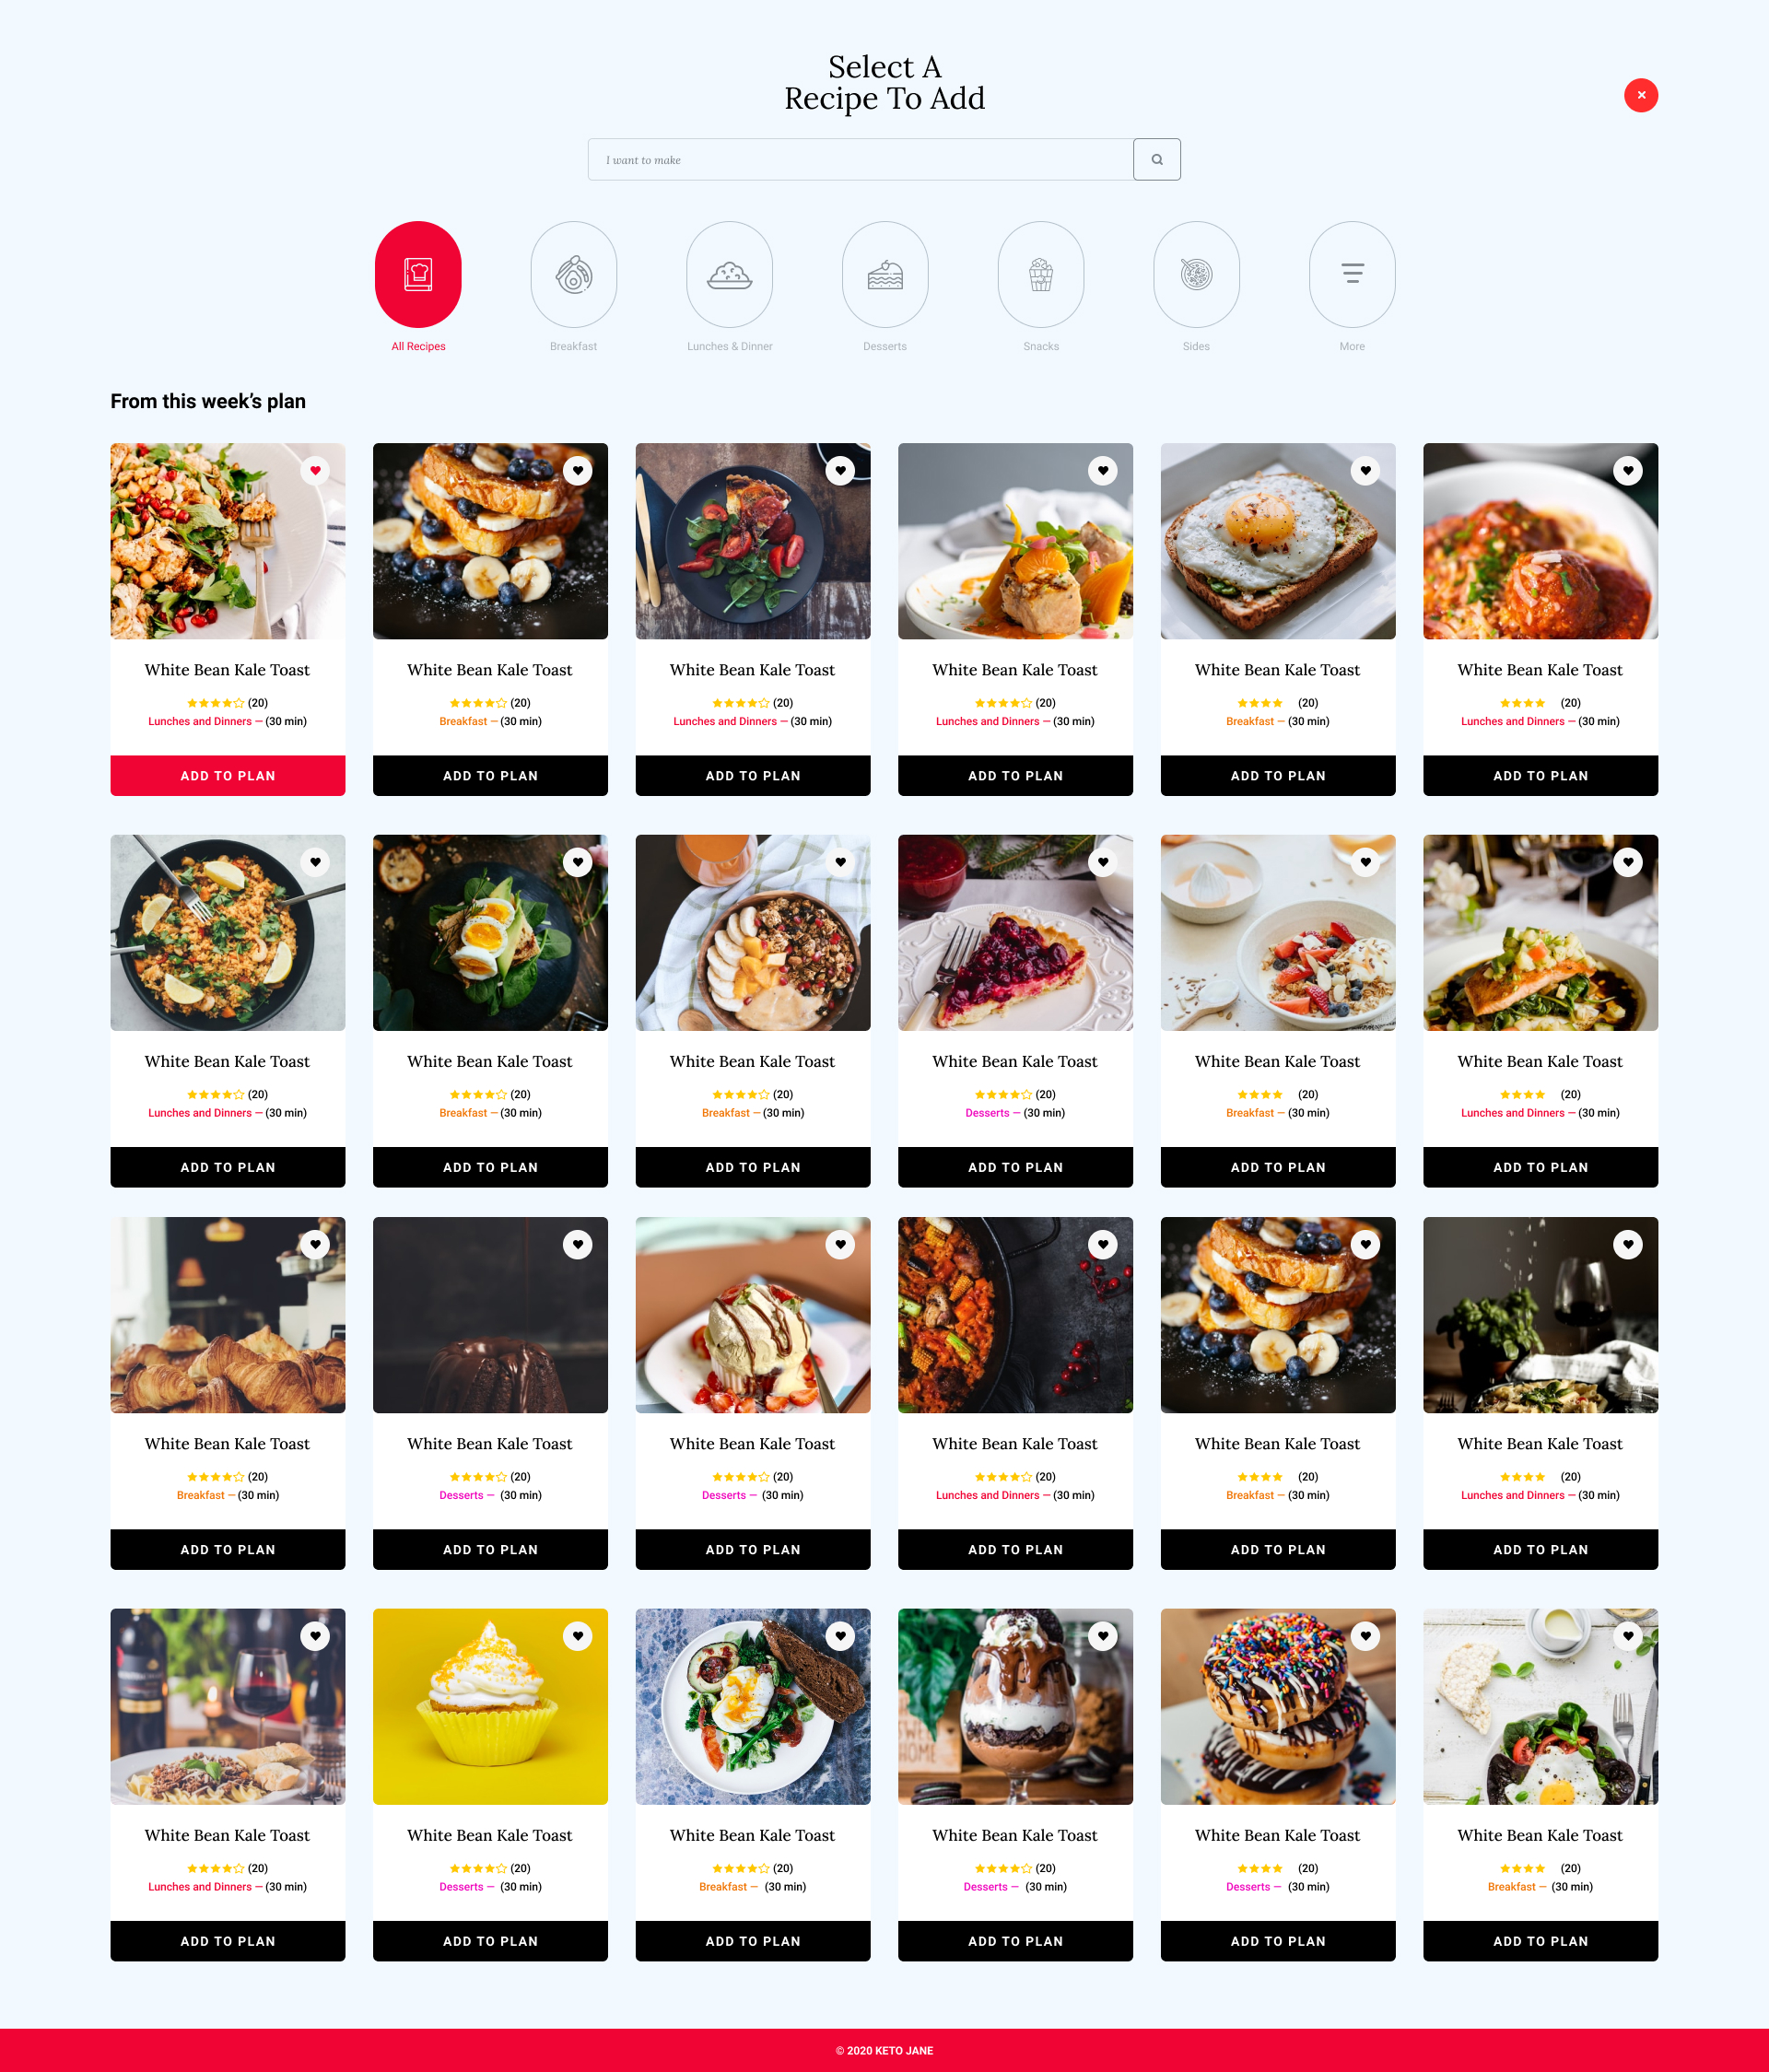 Select A
Recipe To Add
I want to make
All Recipes
Breakfast
Lunches & Dinner
Desserts
Snacks
Sides
More
From this week's plan
White Bean Kale Toast
(20)
Lunches and Dinners — (30 min)
ADD TO PLAN
White Bean Kale Toast
(20)
Breakfast — (30 min)
ADD TO PLAN
White Bean Kale Toast
(20)
Lunches and Dinners — (30 min)
ADD TO PLAN
White Bean Kale Toast
(20)
Lunches and Dinners — (30 min)
ADD TO PLAN
White Bean Kale Toast
(20)
Breakfast — (30 min)
ADD TO PLAN
White Bean Kale Toast
(20)
Lunches and Dinners — (30 min)
ADD TO PLAN
White Bean Kale Toast
(20)
Lunches and Dinners — (30 min)
ADD TO PLAN
White Bean Kale Toast
(20)
Breakfast — (30 min)
ADD TO PLAN
White Bean Kale Toast
(20)
Breakfast — (30 min)
ADD TO PLAN
White Bean Kale Toast
(20)
Desserts — (30 min)
ADD TO PLAN
White Bean Kale Toast
(20)
Breakfast — (30 min)
ADD TO PLAN
White Bean Kale Toast
(20)
Lunches and Dinners — (30 min)
ADD TO PLAN
White Bean Kale Toast
(20)
Breakfast — (30 min)
ADD TO PLAN
White Bean Kale Toast
(20)
Desserts — (30 min)
ADD TO PLAN
White Bean Kale Toast
(20)
Desserts — (30 min)
ADD TO PLAN
White Bean Kale Toast
(20)
Lunches and Dinners — (30 min)
ADD TO PLAN
White Bean Kale Toast
(20)
Breakfast — (30 min)
ADD TO PLAN
White Bean Kale Toast
(20)
Lunches and Dinners — (30 min)
ADD TO PLAN
White Bean Kale Toast
(20)
Lunches and Dinners — (30 min)
ADD TO PLAN
White Bean Kale Toast
(20)
Desserts — (30 min)
ADD TO PLAN
White Bean Kale Toast
(20)
Breakfast — (30 min)
ADD TO PLAN
HOME
White Bean Kale Toast
(20)
Desserts — (30 min)
ADD TO PLAN
White Bean Kale Toast
(20)
Desserts — (30 min)
ADD TO PLAN
White Bean Kale Toast
(20)
Breakfast — (30 min)
ADD TO PLAN
© 2020 KETO JANE